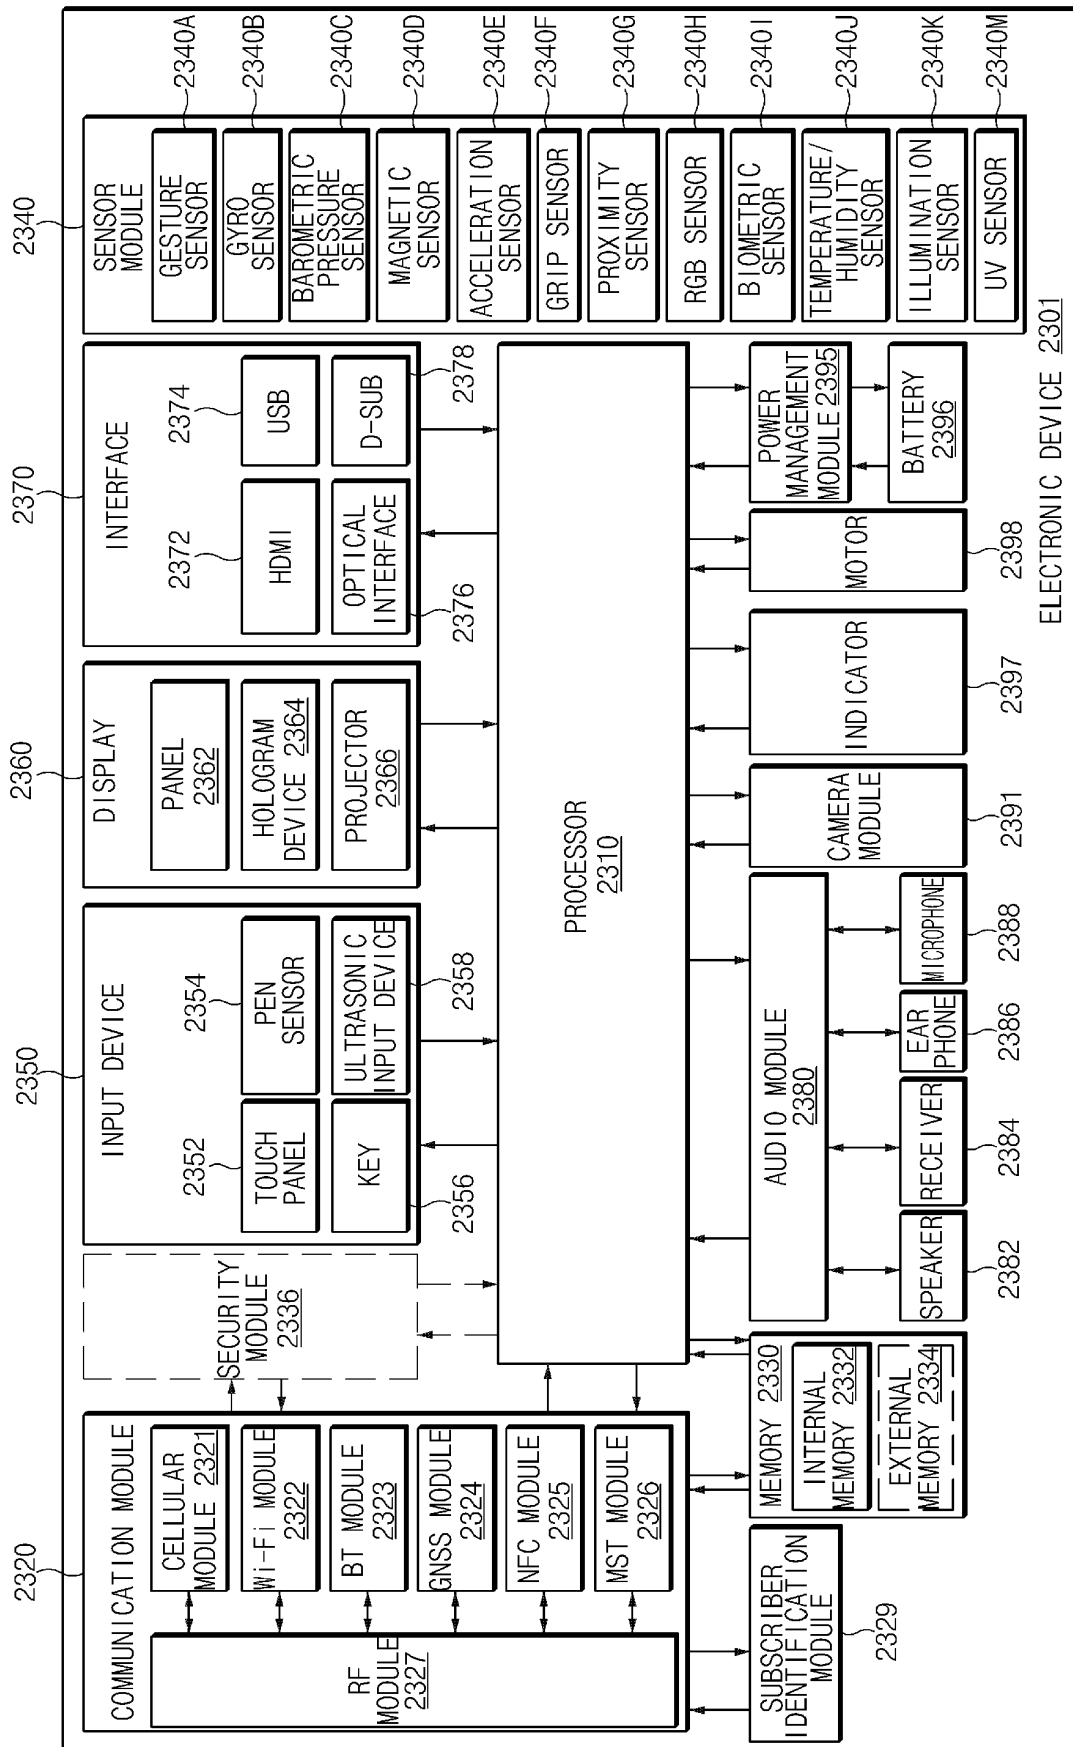 2320
COMMUNICATION MODULE
CELLULAR
MODULE 2321
Wi-Fi MODULE
2322
BT MODULE
2323
GNSS MODULE
2324
NFC MODULE
2325
MST MODULE
2326
RF
MODULE
2327
SECURITY
MODULE
2336
2350
INPUT DEVICE
2352
TOUCH
PANEL
2354
PEN
SENSOR
KEY
2356
ULTRASONIC
INPUT DEVICE
2358
2360
DISPLAY
PANEL
2362
HOLOGRAM
DEVICE 2364
PROJECTOR
2366
2370
INTERFACE
2372
HDMI
2374
USB
OPTICAL
INTERFACE
2376
D-SUB
2378
2340
SENSOR
MODULE
GESTURE
SENSOR
2340A
GYRO
SENSOR
2340B
BAROMETRIC
PRESSURE
SENSOR
2340C
MAGNETIC
SENSOR
2340D
ACCELERATION
SENSOR
2340E
GRIP SENSOR
2340F
PROXIMITY
SENSOR
2340G
RGB SENSOR
2340H
BIOMETRIC
SENSOR
2340I
TEMPERATURE/
HUMIDITY
SENSOR
2340J
ILLUMINATION
SENSOR
2340K
UV SENSOR
2340M
PROCESSOR
2310
SUBSCRIBER
IDENTIFICATION
MODULE
2329
MEMORY 2330
INTERNAL
MEMORY 2332
EXTERNAL
MEMORY 2334
AUDIO MODULE
2380
SPEAKER
2382
RECEIVER
2384
EAR
PHONE
2386
MICROPHONE
2388
CAMERA
MODULE
2391
INDICATOR
2397
MOTOR
2398
POWER
MANAGEMENT
MODULE 2395
BATTERY
2396
ELECTRONIC DEVICE 2301